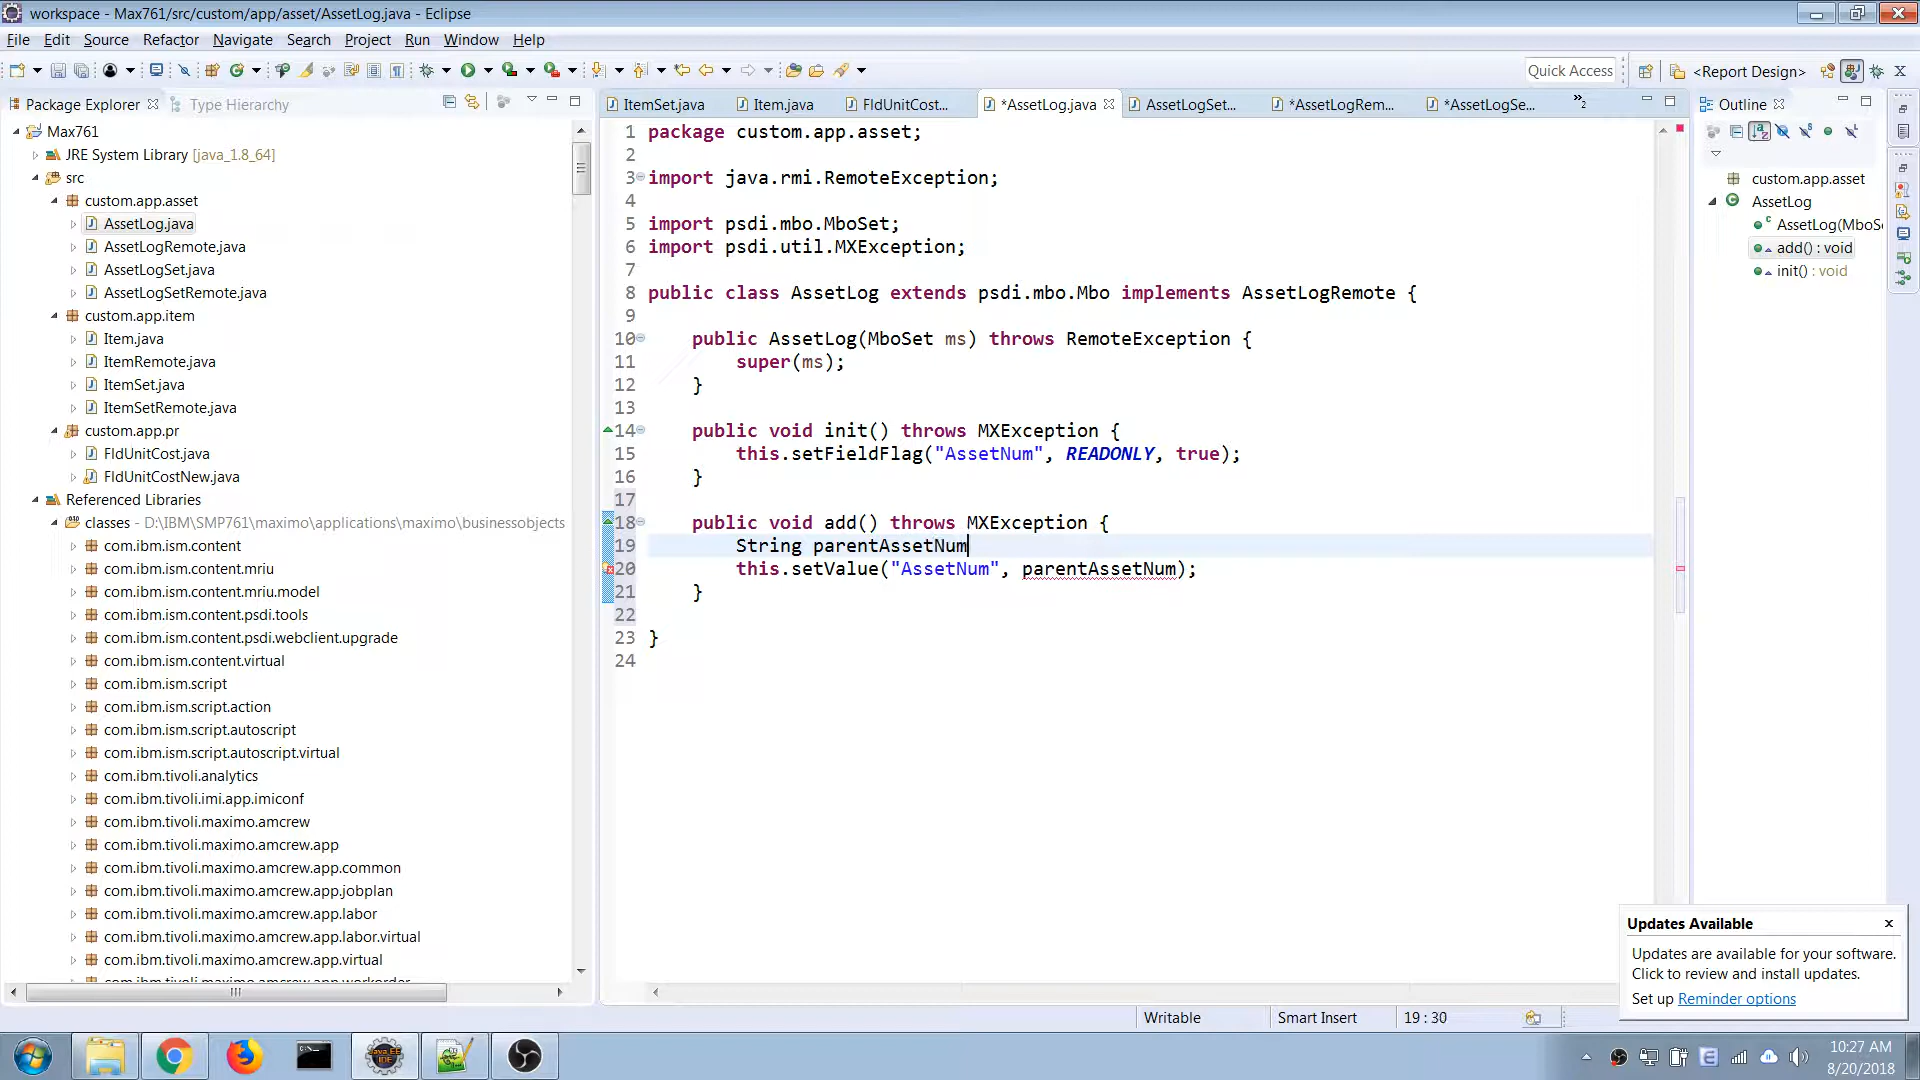 workspace - Max761/src/custom/app/asset/AssetLog.java - Eclipse
File Edit Source Refactor Navigate Search Project Run Window Help
Quick Access
<Report Design>
Package Explorer
Type Hierarchy
Max761
JRE System Library [java_1.8_64]
src
custom.app.asset
AssetLog.java
AssetLogRemote.java
AssetLogSet.java
AssetLogSetRemote.java
custom.app.item
Item.java
ItemRemote.java
ItemSet.java
ItemSetRemote.java
custom.app.pr
FldUnitCost.java
FldUnitCostNew.java
Referenced Libraries
classes - D:\IBM\SMP761\maximo\applications\maximo\businessobjects
com.ibm.ism.content
com.ibm.ism.content.mriu
com.ibm.ism.content.mriu.model
com.ibm.ism.content.psdi.tools
com.ibm.ism.content.psdi.webclient.upgrade
com.ibm.ism.content.virtual
com.ibm.ism.script
com.ibm.ism.script.action
com.ibm.ism.script.autoscript
com.ibm.ism.script.autoscript.virtual
com.ibm.tivoli.analytics
com.ibm.tivoli.imi.app.imiconf
com.ibm.tivoli.maximo.amcrew
com.ibm.tivoli.maximo.amcrew.app
com.ibm.tivoli.maximo.amcrew.app.common
com.ibm.tivoli.maximo.amcrew.app.jobplan
com.ibm.tivoli.maximo.amcrew.app.labor
com.ibm.tivoli.maximo.amcrew.app.labor.virtual
com.ibm.tivoli.maximo.amcrew.app.virtual
ItemSet.java Item.java FldUnitCost... *AssetLog.java AssetLogSet... *AssetLogRem... *AssetLogSe... »2
1 package custom.app.asset;
2
3 import java.rmi.RemoteException;
4
5 import psdi.mbo.MboSet;
6 import psdi.util.MXException;
7
8 public class AssetLog extends psdi.mbo.Mbo implements AssetLogRemote {
9
10 public AssetLog(MboSet ms) throws RemoteException {
11 super(ms);
12 }
13
14 public void init() throws MXException {
15 this.setFieldFlag("AssetNum", READONLY, true);
16 }
17
18 public void add() throws MXException {
19 String parentAssetNum
20 this.setValue("AssetNum", parentAssetNum);
21 }
22
23 }
24
Outline
custom.app.asset
AssetLog
AssetLog(MboSe
add() : void
init() : void
Updates Available
Updates are available for your software.
Click to review and install updates.
Set up Reminder options
Writable
Smart Insert
19 : 30
10:27 AM
8/20/2018